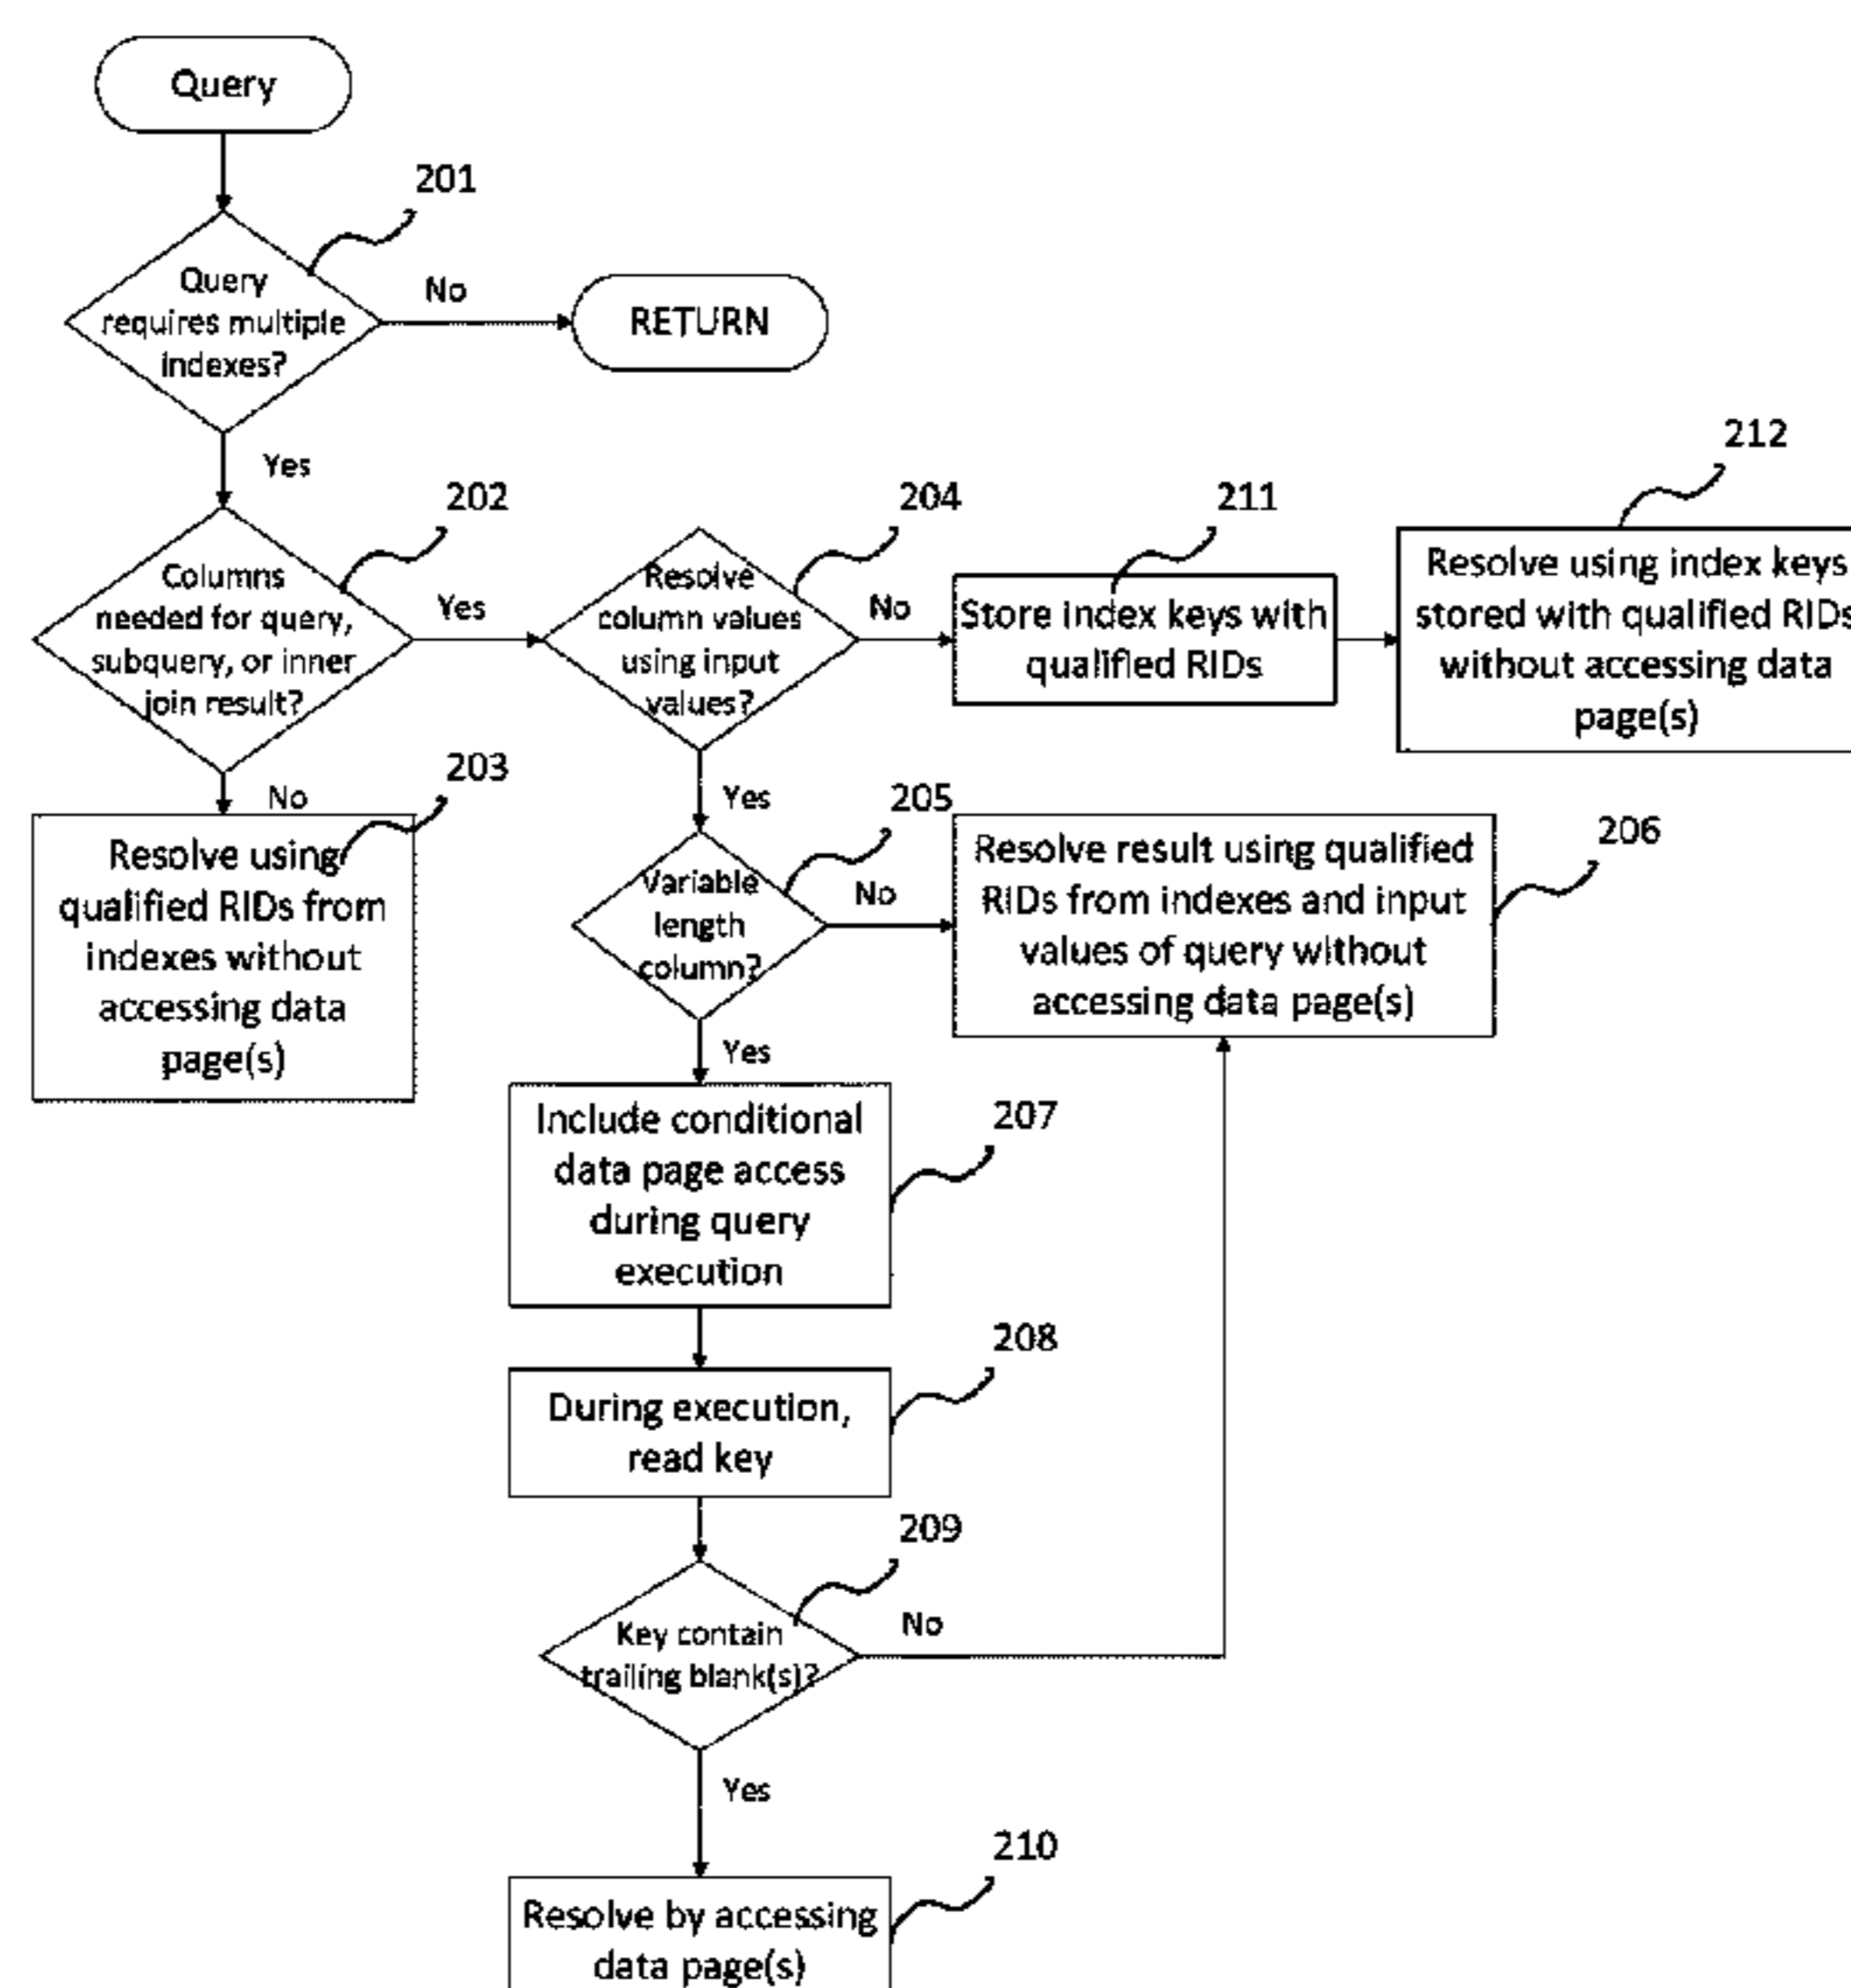 Query
201
Query
requires multiple
indexes?
No
RETURN
Yes
202
Columns
needed for query,
subquery, or inner
join result?
Yes
204
Resolve
column values
using input
values?
No
211
Store index keys with
qualified RIDs
212
Resolve using index keys
stored with qualified RIDs
without accessing data
page(s)
No
203
Resolve using
qualified RIDs from
indexes without
accessing data
page(s)
Yes
205
Variable
length
column?
No
206
Resolve result using qualified
RIDs from indexes and input
values of query without
accessing data page(s)
Yes
207
Include conditional
data page access
during query
execution
208
During execution,
read key
209
Key contain
trailing blank(s)?
No
Yes
210
Resolve by accessing
data page(s)